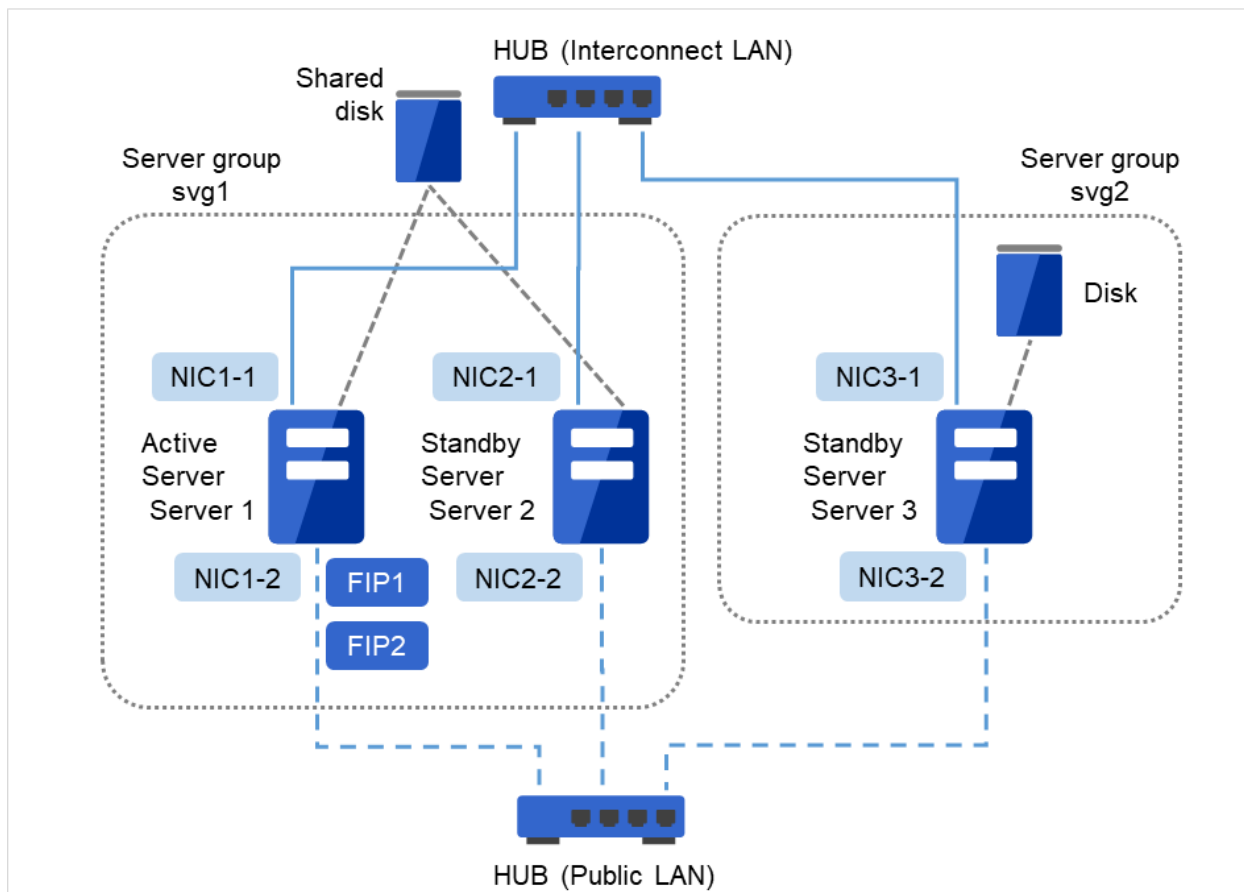 HUB (Interconnect LAN)
Shared
disk
Server group
svg1
Server group
svg2
Disk
NIC1-1
NIC2-1
NIC3-1
Active
Server
Server 1
Standby
Server
Server 2
Standby
Server
Server 3
NIC1-2
FIP1
NIC2-2
NIC3-2
FIP2
HUB (Public LAN)